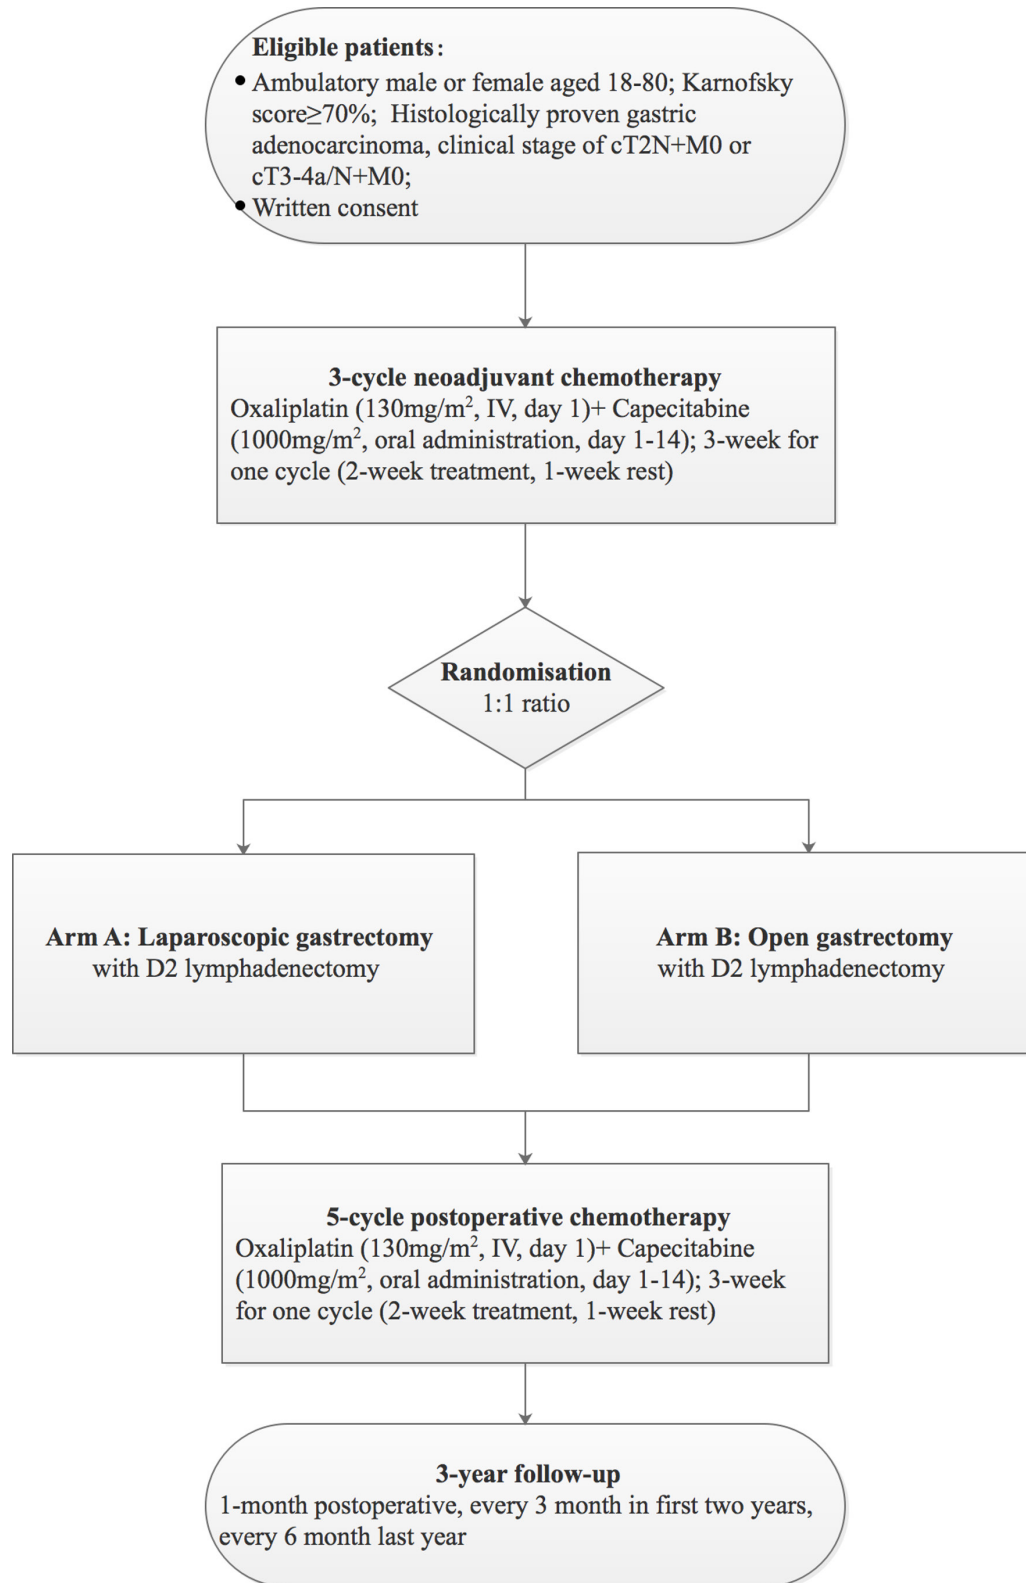 Eligible patients:
• Ambulatory male or female aged 18-80; Karnofsky
score≥70%; Histologically proven gastric
adenocarcinoma, clinical stage of cT2N+M0 or
cT3-4a/N+M0;
• Written consent
3-cycle neoadjuvant chemotherapy
Oxaliplatin (130mg/m², IV, day 1)+ Capecitabine
(1000mg/m², oral administration, day 1-14); 3-week for
one cycle (2-week treatment, 1-week rest)
Randomisation
1:1 ratio
Arm A: Laparoscopic gastrectomy
with D2 lymphadenectomy
Arm B: Open gastrectomy
with D2 lymphadenectomy
5-cycle postoperative chemotherapy
Oxaliplatin (130mg/m², IV, day 1)+ Capecitabine
(1000mg/m², oral administration, day 1-14); 3-week
for one cycle (2-week treatment, 1-week rest)
3-year follow-up
1-month postoperative, every 3 month in first two years,
every 6 month last year